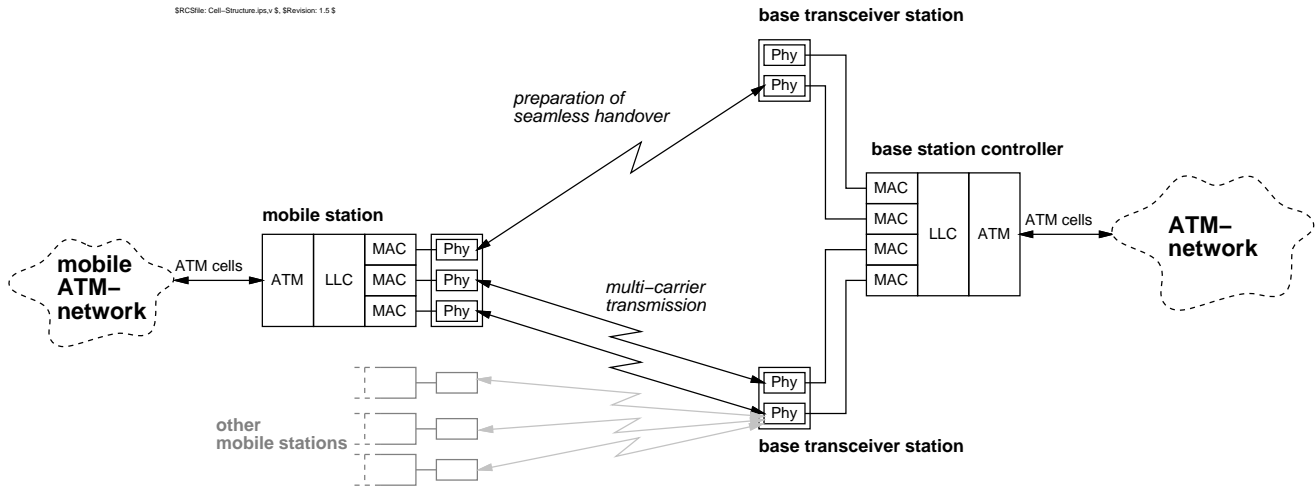 $RCSfile: Cell−Structure.ips,v $, $Revision: 1.5 $
base transceiver station
Phy
Phy
preparation of
seamless handover
base station controller
MAC
MAC
MAC
MAC
LLC
ATM
ATM cells
ATM−
network
mobile station
mobile
ATM−
network
ATM cells
ATM
LLC
MAC
MAC
MAC
Phy
Phy
Phy
multi−carrier
transmission
Phy
Phy
base transceiver station
other
mobile stations